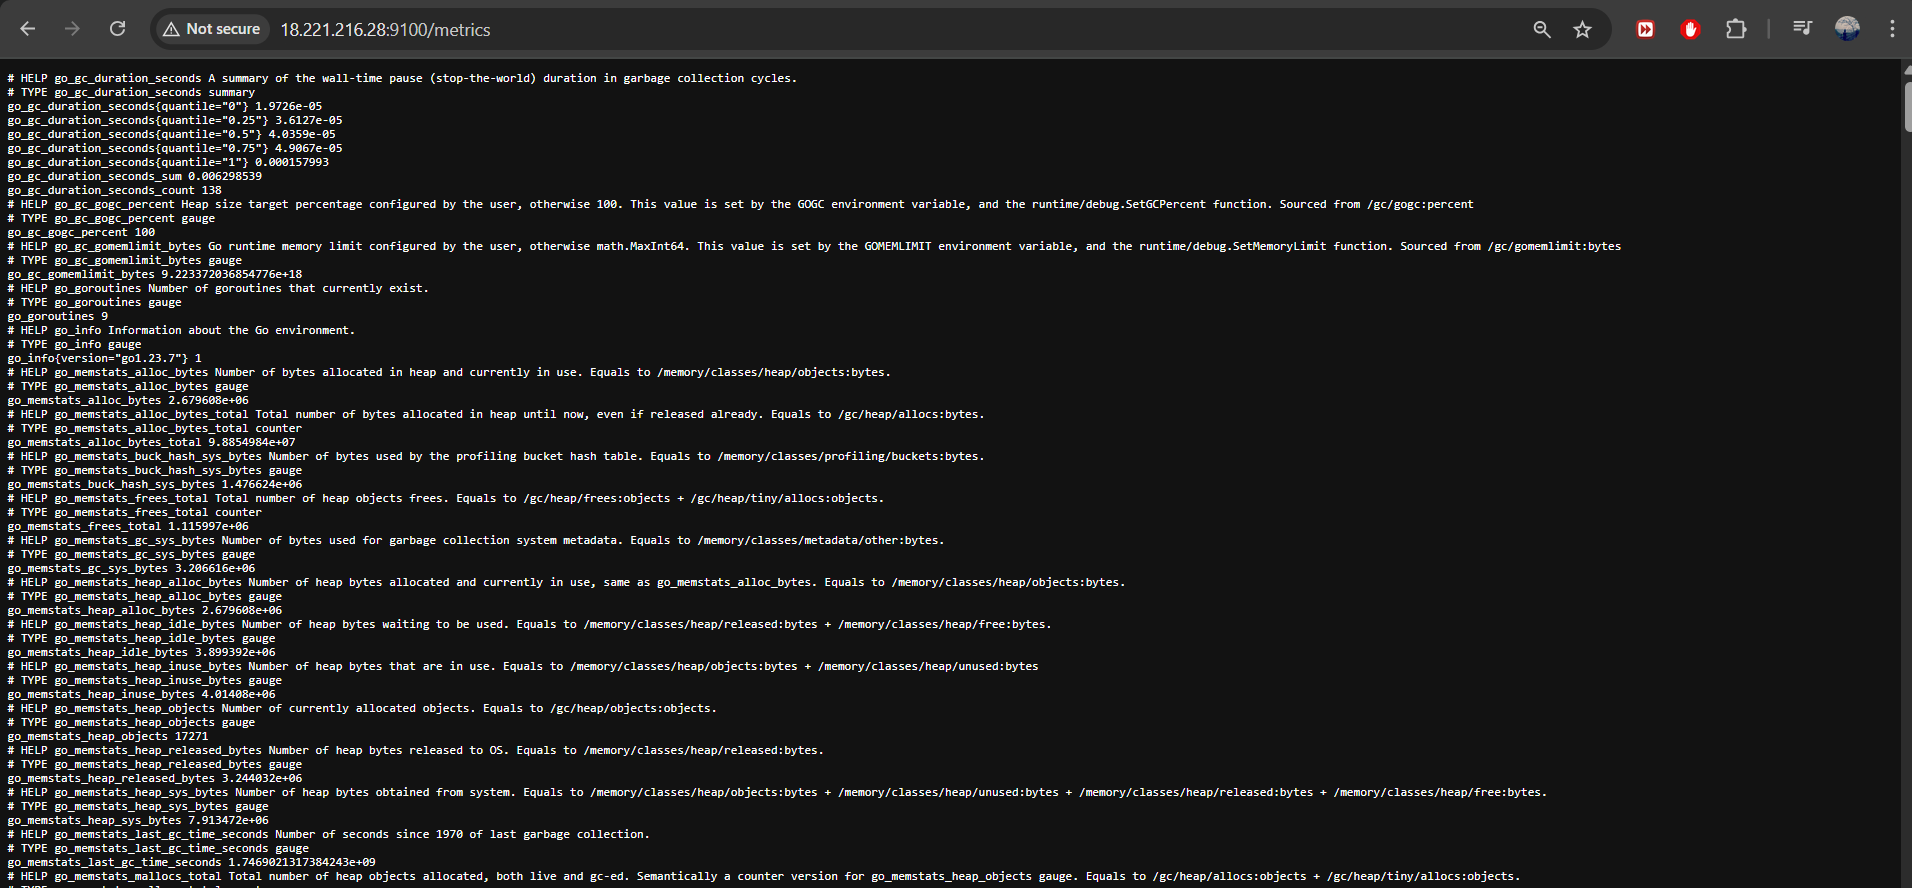 Not secure 18.221.216.28:9100/metrics
# HELP go_gc_duration_seconds A summary of the wall-time pause (stop-the-world) duration in garbage collection cycles.
# TYPE go_gc_duration_seconds summary
go_gc_duration_seconds{quantile="0"} 1.9726e-05
go_gc_duration_seconds{quantile="0.25"} 3.6127e-05
go_gc_duration_seconds{quantile="0.5"} 4.0359e-05
go_gc_duration_seconds{quantile="0.75"} 4.9067e-05
go_gc_duration_seconds{quantile="1"} 0.000157993
go_gc_duration_seconds_sum 0.006298539
go_gc_duration_seconds_count 138
# HELP go_gc_gogc_percent Heap size target percentage configured by the user, otherwise 100. This value is set by the GOGC environment variable, and the runtime/debug.SetGCPercent function. Sourced from /gc/gogc:percent
# TYPE go_gc_gogc_percent gauge
go_gc_gogc_percent 100
# HELP go_gc_gomemlimit_bytes Go runtime memory limit configured by the user, otherwise math.MaxInt64. This value is set by the GOMEMLIMIT environment variable, and the runtime/debug.SetMemoryLimit function. Sourced from /gc/gomemlimit:bytes
# TYPE go_gc_gomemlimit_bytes gauge
go_gc_gomemlimit_bytes 9.223372036854776e+18
# HELP go_goroutines Number of goroutines that currently exist.
# TYPE go_goroutines gauge
go_goroutines 9
# HELP go_info Information about the Go environment.
# TYPE go_info gauge
go_info{version="go1.23.7"} 1
# HELP go_memstats_alloc_bytes Number of bytes allocated in heap and currently in use. Equals to /memory/classes/heap/objects:bytes.
# TYPE go_memstats_alloc_bytes gauge
go_memstats_alloc_bytes 2.679608e+06
# HELP go_memstats_alloc_bytes_total Total number of bytes allocated in heap until now, even if released already. Equals to /gc/heap/allocs:bytes.
# TYPE go_memstats_alloc_bytes_total counter
go_memstats_alloc_bytes_total 9.8854984e+07
# HELP go_memstats_buck_hash_sys_bytes Number of bytes used by the profiling bucket hash table. Equals to /memory/classes/profiling/buckets:bytes.
# TYPE go_memstats_buck_hash_sys_bytes gauge
go_memstats_buck_hash_sys_bytes 1.476624e+06
# HELP go_memstats_frees_total Total number of heap objects frees. Equals to /gc/heap/frees:objects + /gc/heap/tiny/allocs:objects.
# TYPE go_memstats_frees_total counter
go_memstats_frees_total 1.115997e+06
# HELP go_memstats_gc_sys_bytes Number of bytes used for garbage collection system metadata. Equals to /memory/classes/metadata/other:bytes.
# TYPE go_memstats_gc_sys_bytes gauge
go_memstats_gc_sys_bytes 3.206616e+06
# HELP go_memstats_heap_alloc_bytes Number of heap bytes allocated and currently in use, same as go_memstats_alloc_bytes. Equals to /memory/classes/heap/objects:bytes.
# TYPE go_memstats_heap_alloc_bytes gauge
go_memstats_heap_alloc_bytes 2.679608e+06
# HELP go_memstats_heap_idle_bytes Number of heap bytes waiting to be used. Equals to /memory/classes/heap/released:bytes + /memory/classes/heap/free:bytes.
# TYPE go_memstats_heap_idle_bytes gauge
go_memstats_heap_idle_bytes 3.899392e+06
# HELP go_memstats_heap_inuse_bytes Number of heap bytes that are in use. Equals to /memory/classes/heap/objects:bytes + /memory/classes/heap/unused:bytes
# TYPE go_memstats_heap_inuse_bytes gauge
go_memstats_heap_inuse_bytes 4.01408e+06
# HELP go_memstats_heap_objects Number of currently allocated objects. Equals to /gc/heap/objects:objects.
# TYPE go_memstats_heap_objects gauge
go_memstats_heap_objects 17271
# HELP go_memstats_heap_released_bytes Number of heap bytes released to OS. Equals to /memory/classes/heap/released:bytes.
# TYPE go_memstats_heap_released_bytes gauge
go_memstats_heap_released_bytes 3.244032e+06
# HELP go_memstats_heap_sys_bytes Number of heap bytes obtained from system. Equals to /memory/classes/heap/objects:bytes + /memory/classes/heap/unused:bytes + /memory/classes/heap/released:bytes + /memory/classes/heap/free:bytes.
# TYPE go_memstats_heap_sys_bytes gauge
go_memstats_heap_sys_bytes 7.913472e+06
# HELP go_memstats_last_gc_time_seconds Number of seconds since 1970 of last garbage collection.
# TYPE go_memstats_last_gc_time_seconds gauge
go_memstats_last_gc_time_seconds 1.7469021317384243e+09
# HELP go_memstats_mallocs_total Total number of heap objects allocated, both live and gc-ed. Semantically a counter version for go_memstats_heap_objects gauge. Equals to /gc/heap/allocs:objects + /gc/heap/tiny/allocs:objects.